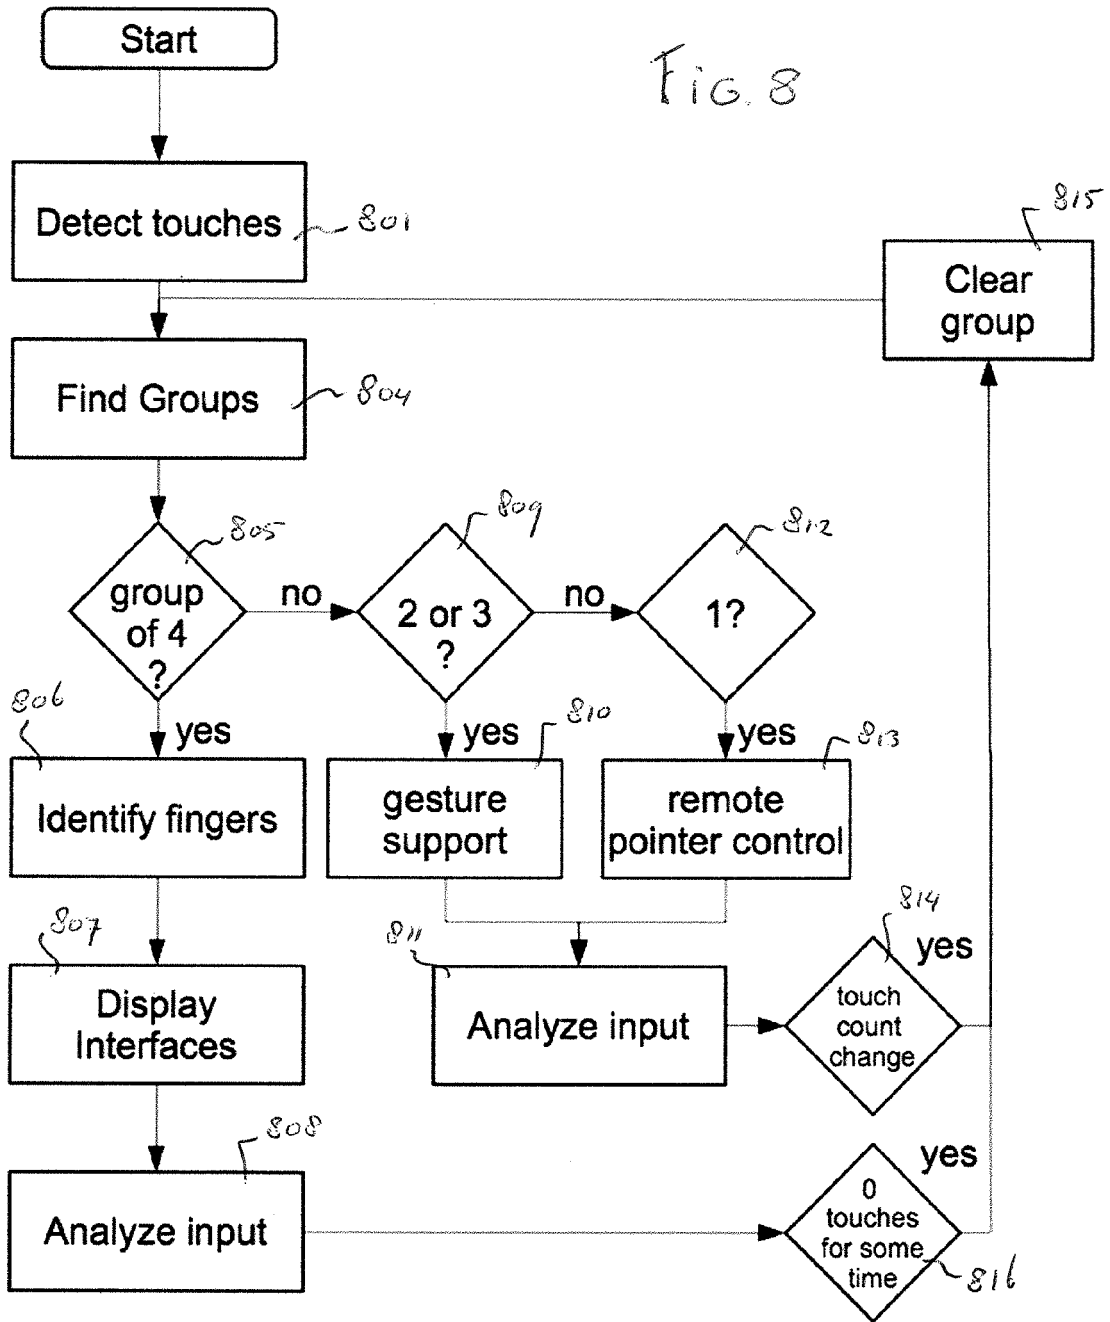 Start
Fig. 8
Detect touches
801
815
Clear
group
Find Groups
804
805
group
of 4
?
no
809
2 or 3
?
no
812
1?
806
yes
Identify fingers
yes
810
gesture
support
yes
813
remote
pointer control
807
Display
Interfaces
811
Analyze input
814
yes
touch
count
change
808
Analyze input
yes
0
touches
for some
time
816